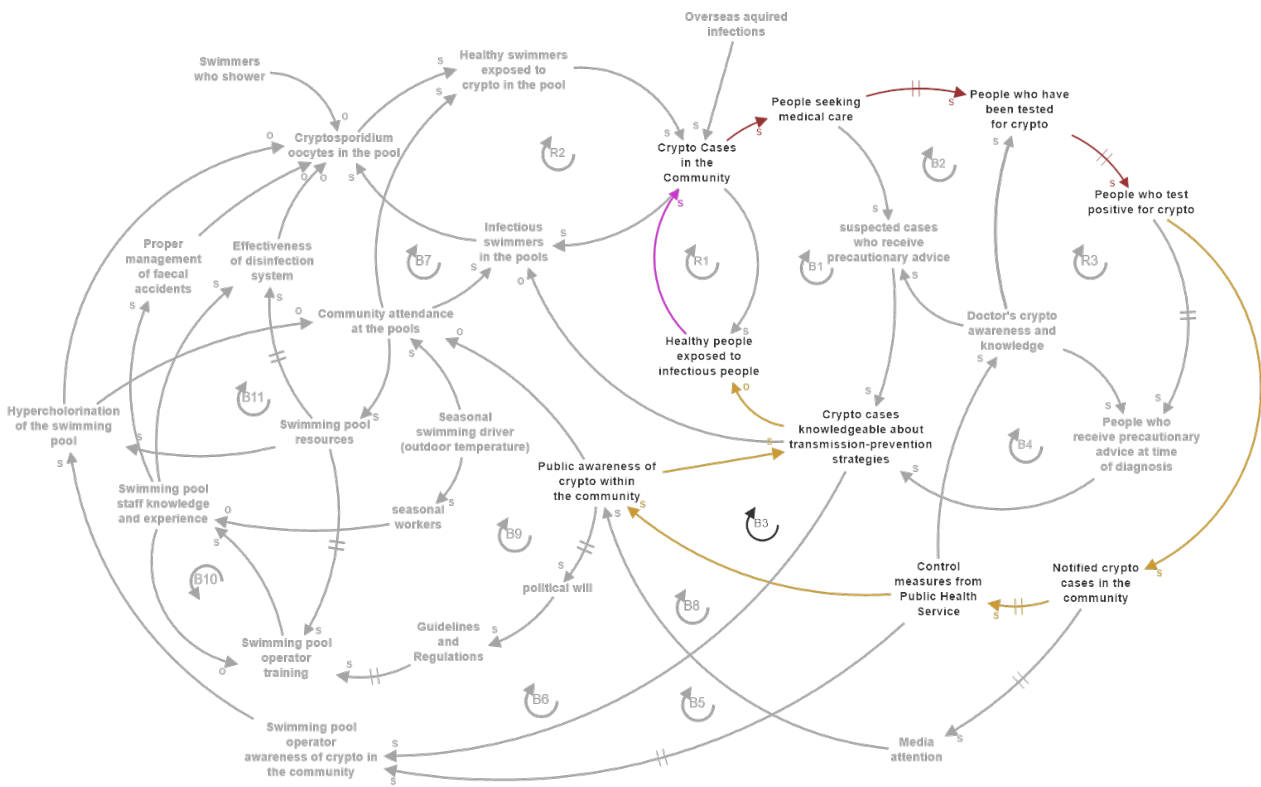 Overseas aquired
infections
Swimmers
who shower
Healthy swimmers
exposed to
crypto in the pool
s
s
People seeking
medical care
s
s
People who have
been tested
for crypto
s
o
Cryptosporidium
oocytes in the pool
o
o
o
s
R2
s
s
Crypto Cases
in the
Community
s
B2
s
People who test
positive for crypto
Proper
management
of faecal
accidents
s
Effectiveness
of disinfection
system
s
s
B7
Infectious
swimmers
in the pools
s
s
o
R1
s
suspected cases
who receive
precautionary advice
s
B1
R3
Community attendance
at the pools
o
s
o
Healthy people
exposed to
infectious people
s
o
Doctor's crypto
awareness and
knowledge
s
B11
Hypercholorination
of the swimming
pool
s
s
Swimming pool
resources
s
Seasonal
swimming driver
(outdoor temperature)
Crypto cases
knowledgeable about
transmission-prevention
strategies
s
s
s
B4
People who
receive precautionary
advice at time
of diagnosis
s
s
Public awareness of
crypto within
the community
s
s
Swimming pool
staff knowledge
and experience
o
s
seasonal
workers
s
B9
B3
B10
political will
s
Control
measures from
Public Health
Service
s
Notified crypto
cases in the
community
s
B8
Swimming pool
operator
training
s
o
s
Guidelines
and
Regulations
s
B6
B5
Swimming pool
operator
awareness of crypto in
the community
s
s
Media
attention
s